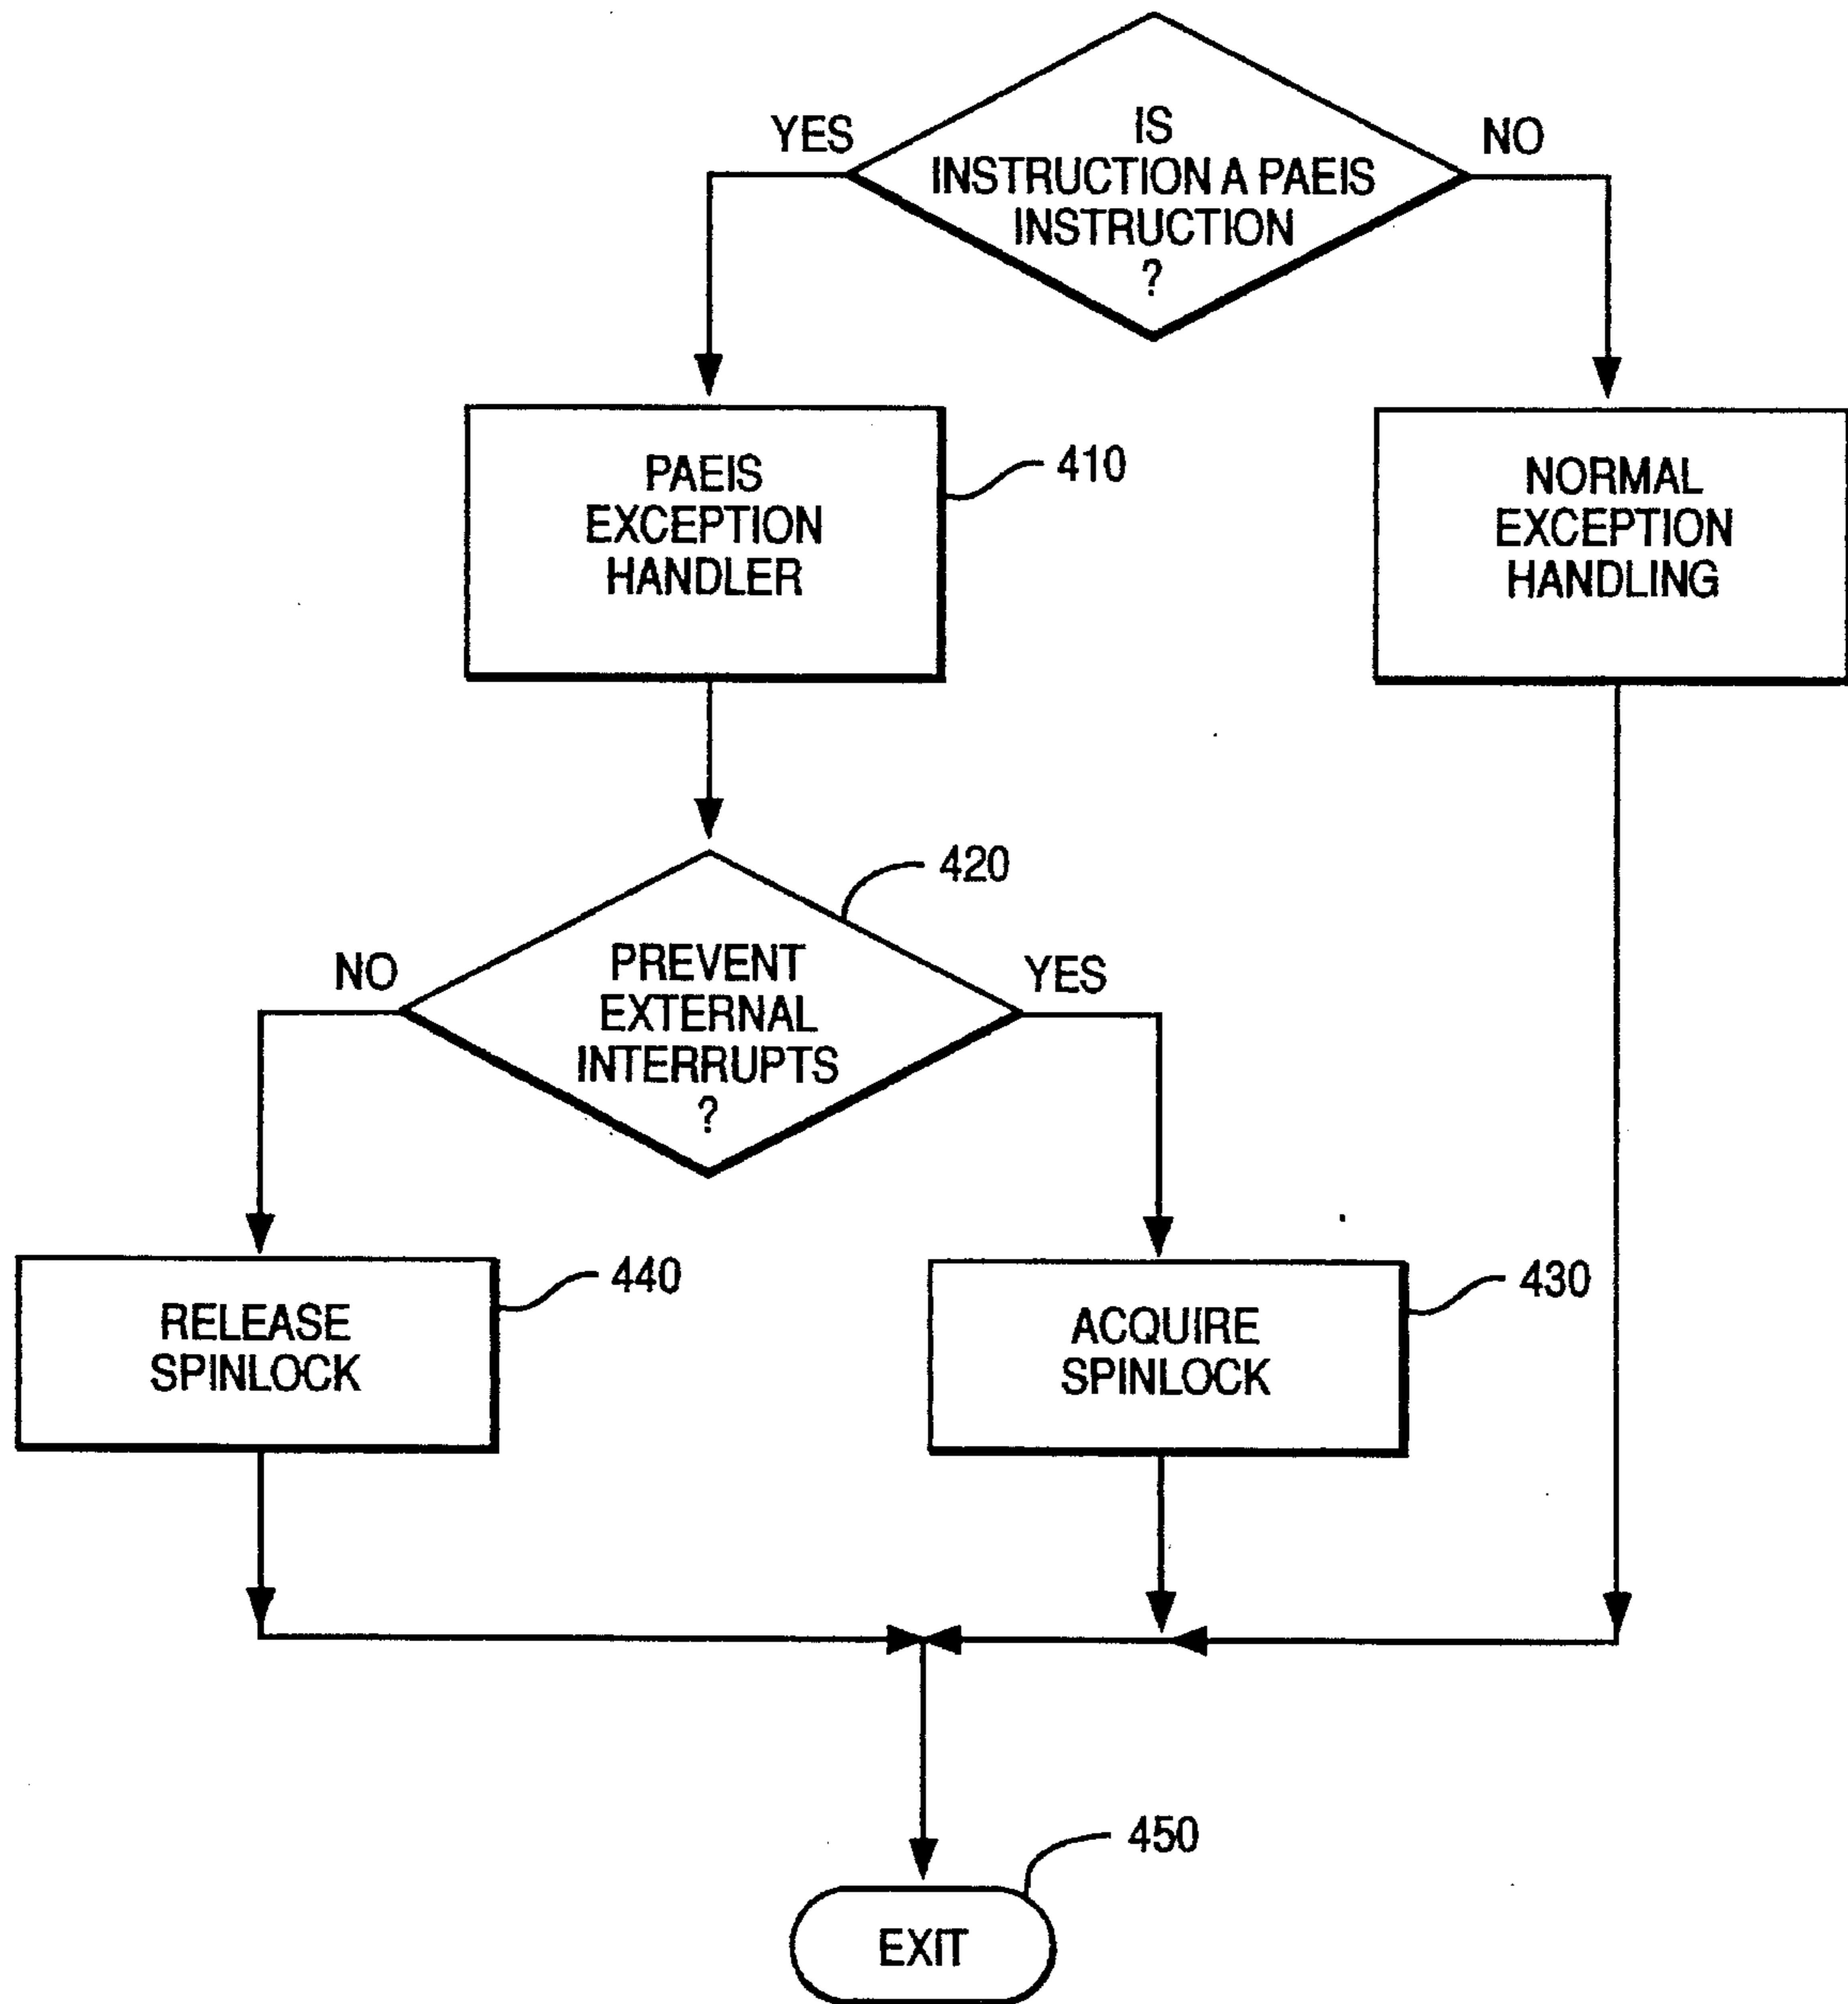 IS
INSTRUCTION A PAEIS
INSTRUCTION
?
YES
NO
PAEIS
EXCEPTION
HANDLER
410
NORMAL
EXCEPTION
HANDLING
420
PREVENT
EXTERNAL
INTERRUPTS
?
NO
YES
RELEASE
SPINLOCK
440
ACQUIRE
SPINLOCK
430
450
EXIT